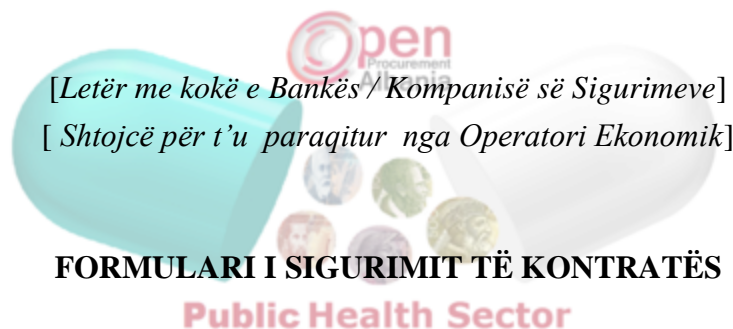 Open
Procurement
Albania
[Letër me kokë e Bankës / Kompanisë së Sigurimeve]
[ Shtojcë për t’u paraqitur nga Operatori Ekonomik]
FORMULARI I SIGURIMIT TË KONTRATËS
Public Health Sector